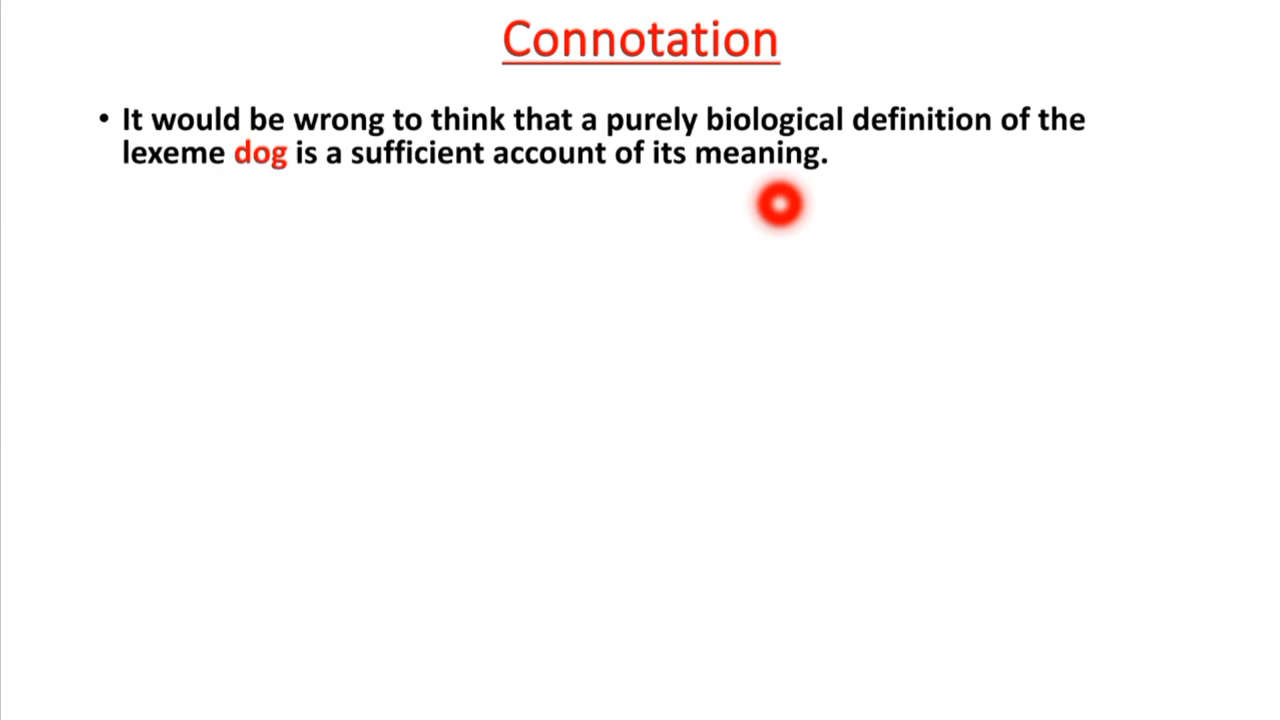 Connotation
• It would be wrong to think that a purely biological definition of the
lexeme dog is a sufficient account of its meaning.